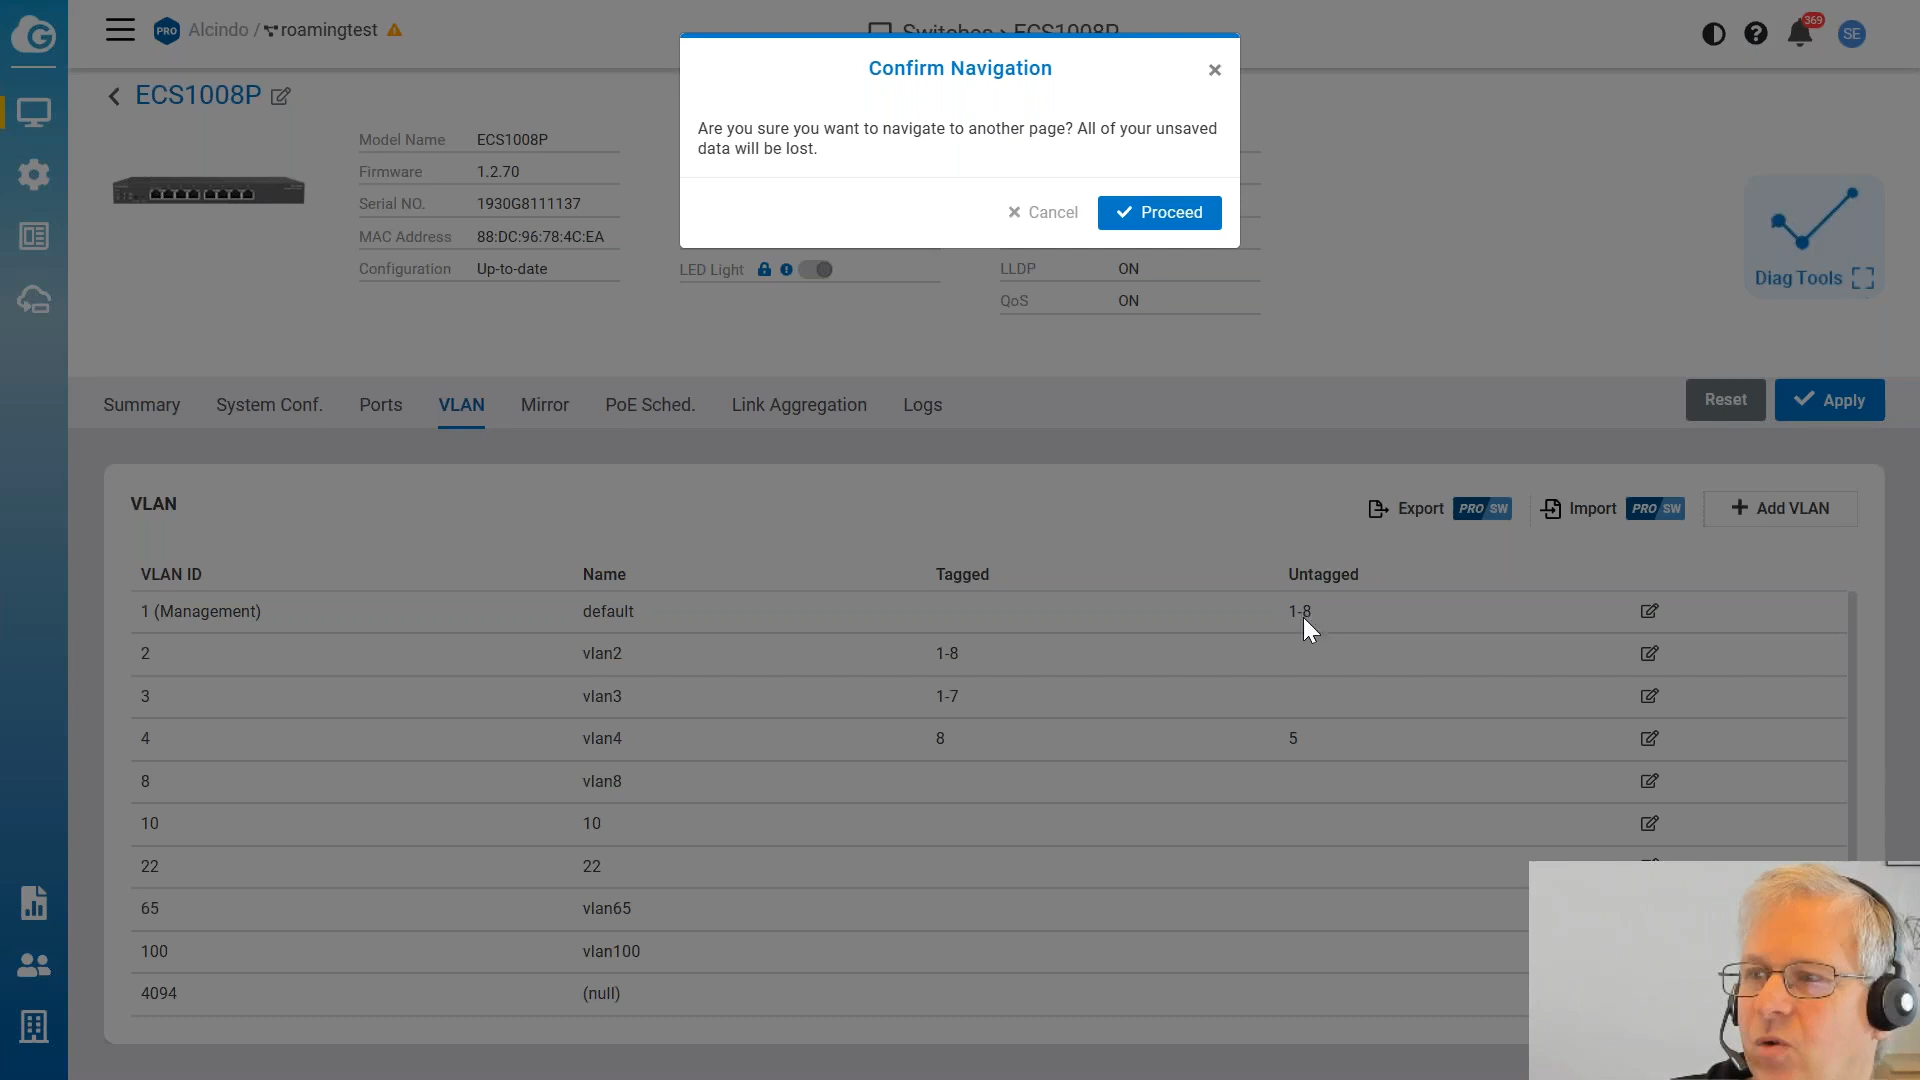 PRO Alcindo / roamingtest
Switches > ECS1008P
369
SE
Confirm Navigation
Are you sure you want to navigate to another page? All of your unsaved
data will be lost.
Cancel
Proceed
ECS1008P
Model Name ECS1008P
Firmware 1.2.70
Serial NO. 1930G8111137
MAC Address 88:DC:96:78:4C:EA
Configuration Up-to-date
LED Light
LLDP ON
QoS ON
Diag Tools
Summary System Conf. Ports VLAN Mirror PoE Sched. Link Aggregation Logs
Reset
Apply
VLAN
Export PRO SW
Import PRO SW
+ Add VLAN
VLAN ID Name Tagged Untagged
1 (Management) default 1-8
2 vlan2 1-8
3 vlan3 1-7
4 vlan4 8 5
8 vlan8
10 10
22 22
65 vlan65
100 vlan100
4094 (null)